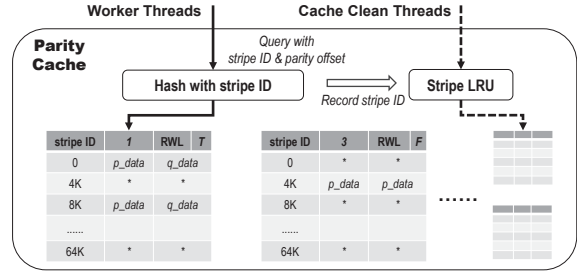 Worker Threads
Cache Clean Threads
Parity
Cache
Query with
stripe ID & parity offset
Hash with stripe ID
Record stripe ID
Stripe LRU
stripe ID 1 RWL T
0 p_data q_data
4K * *
8K p_data q_data
......
64K * *
stripe ID 3 RWL F
0 * *
4K p_data p_data
8K * *
......
64K * *
......